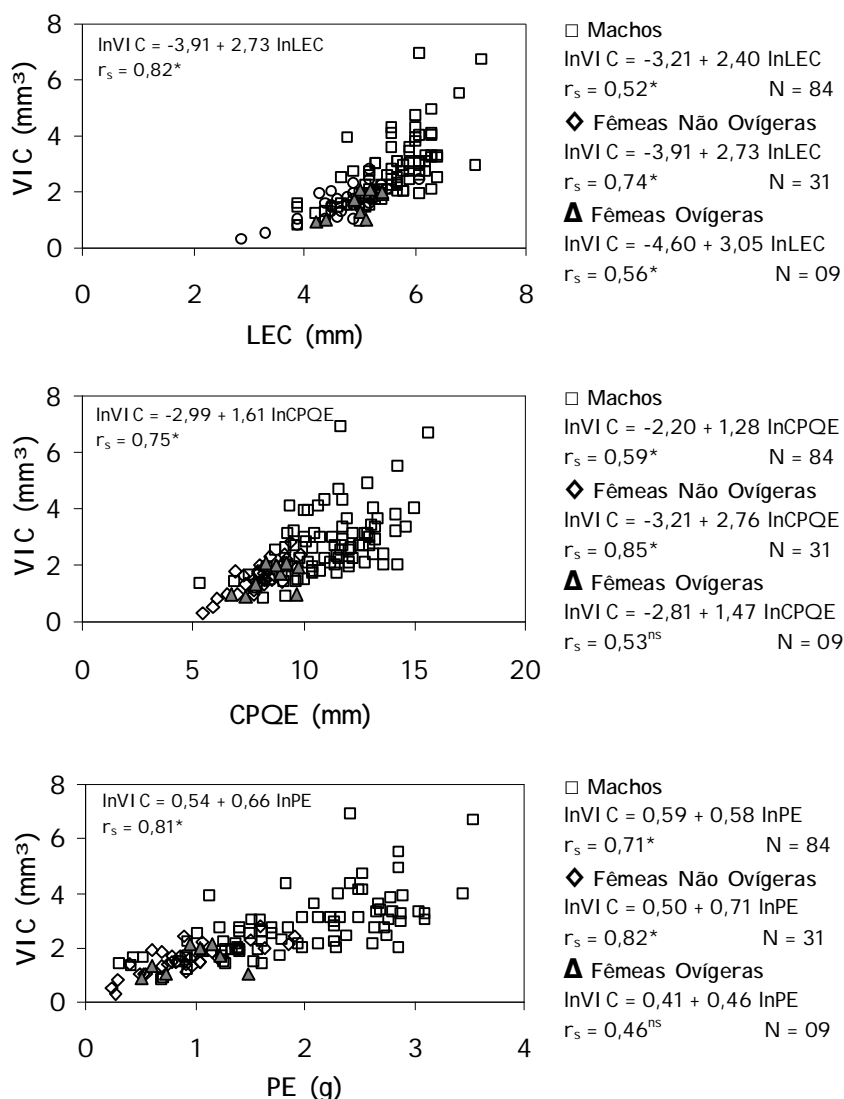 8
6
4
2
0
VIC (mm³)
lnVIC = -3,91 + 2,73 lnLEC
rs = 0,82*
0 2 4 6 8
LEC (mm)
□ Machos
lnVIC = -3,21 + 2,40 lnLEC
rs = 0,52* N = 84
◇ Fêmeas Não Ovígeras
lnVIC = -3,91 + 2,73 lnLEC
rs = 0,74* N = 31
Δ Fêmeas Ovígeras
lnVIC = -4,60 + 3,05 lnLEC
rs = 0,56* N = 09
8
6
4
2
0
VIC (mm³)
lnVIC = -2,99 + 1,61 lnCPQE
rs = 0,75*
0 5 10 15 20
CPQE (mm)
□ Machos
lnVIC = -2,20 + 1,28 lnCPQE
rs = 0,59* N = 84
◇ Fêmeas Não Ovígeras
lnVIC = -3,21 + 2,76 lnCPQE
rs = 0,85* N = 31
Δ Fêmeas Ovígeras
lnVIC = -2,81 + 1,47 lnCPQE
rs = 0,53ns N = 09
8
6
4
2
0
VIC (mm³)
lnVIC = 0,54 + 0,66 lnPE
rs = 0,81*
0 1 2 3 4
PE (g)
□ Machos
lnVIC = 0,59 + 0,58 lnPE
rs = 0,71* N = 84
◇ Fêmeas Não Ovígeras
lnVIC = 0,50 + 0,71 lnPE
rs = 0,82* N = 31
Δ Fêmeas Ovígeras
lnVIC = 0,41 + 0,46 lnPE
rs = 0,46ns N = 09